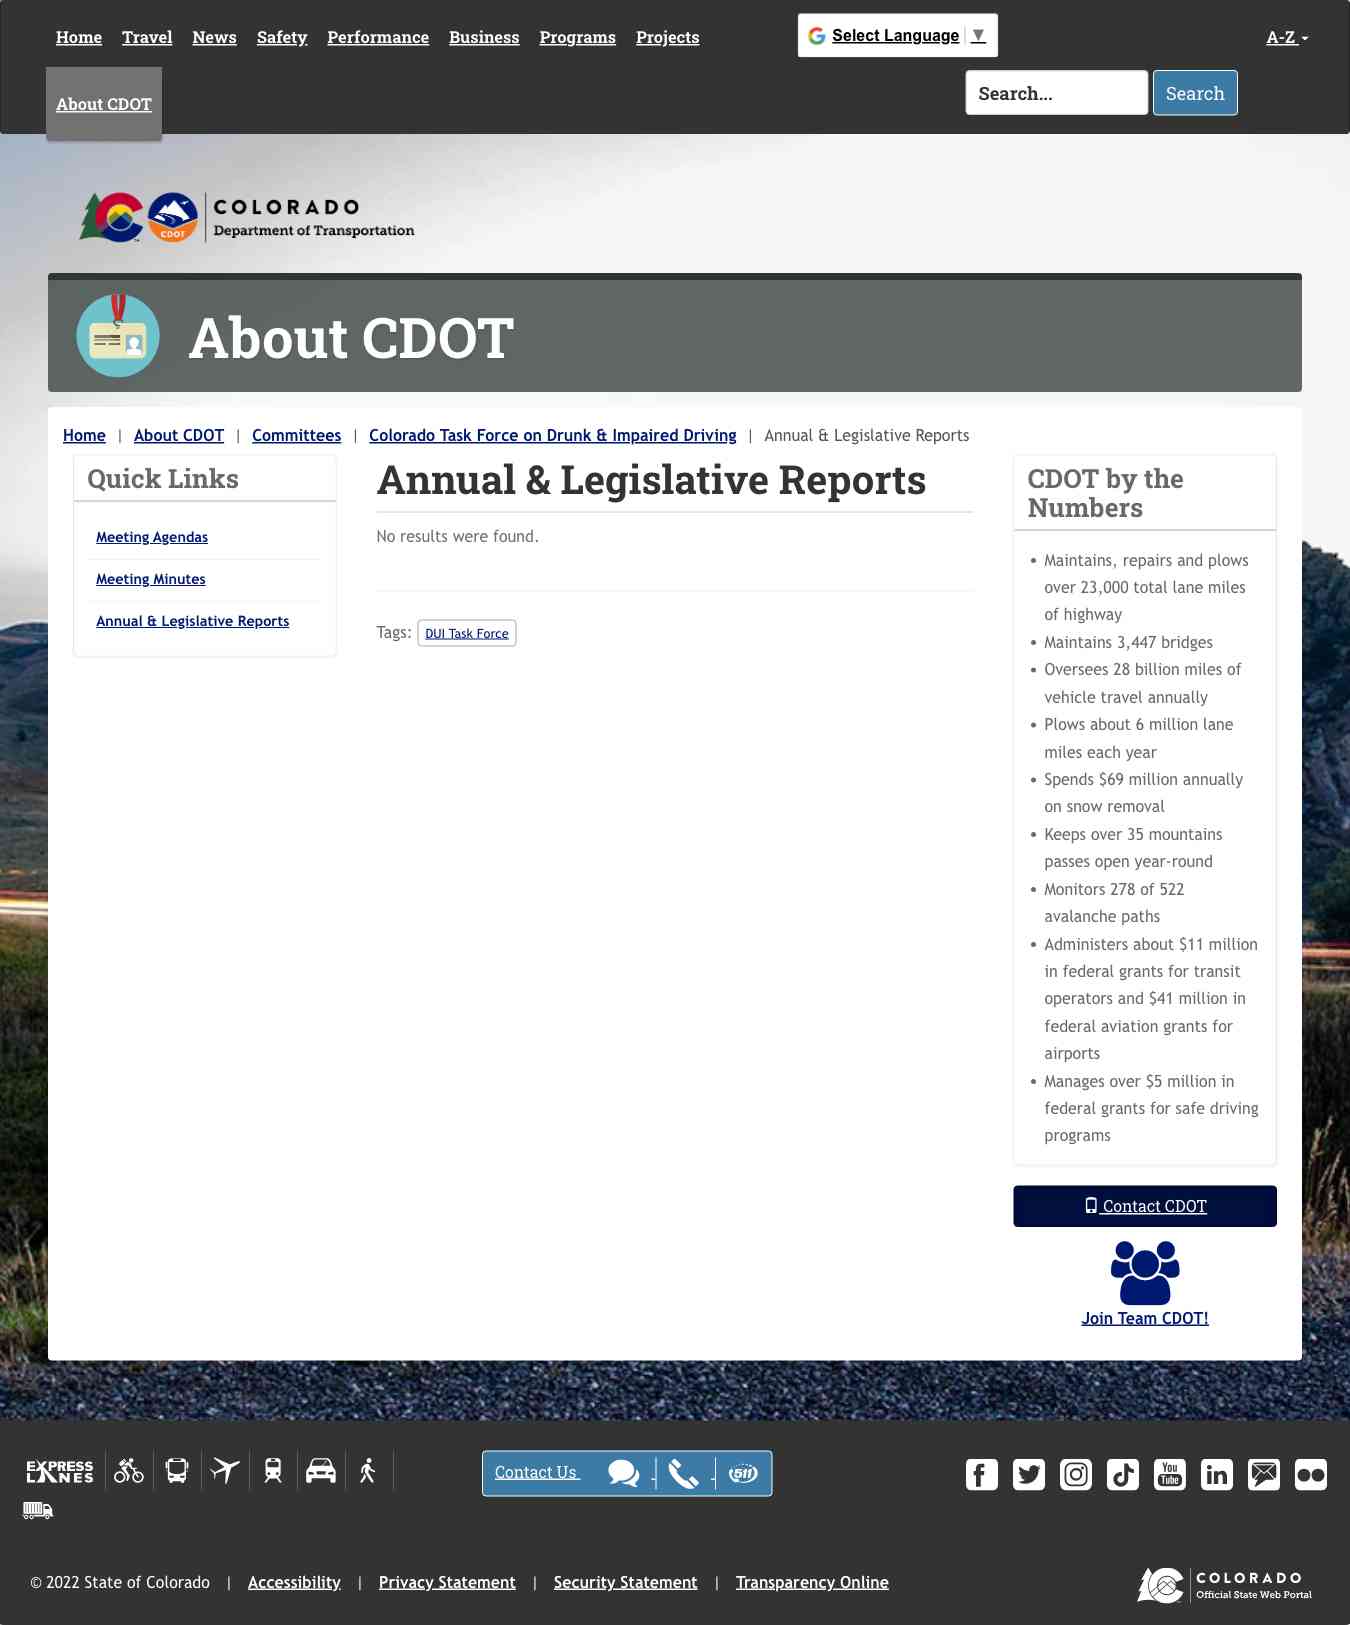 Home Travel News Safety Performance Business Programs Projects
Select Language ▼
A-Z
About CDOT
Search...
Search
COLORADO
Department of Transportation
CDOT
About CDOT
Home | About CDOT | Committees | Colorado Task Force on Drunk & Impaired Driving | Annual & Legislative Reports
Quick Links
Meeting Agendas
Meeting Minutes
Annual & Legislative Reports
Annual & Legislative Reports
No results were found.
Tags: DUI Task Force
CDOT by the
Numbers
• Maintains, repairs and plows
over 23,000 total lane miles
of highway
• Maintains 3,447 bridges
• Oversees 28 billion miles of
vehicle travel annually
• Plows about 6 million lane
miles each year
• Spends $69 million annually
on snow removal
• Keeps over 35 mountains
passes open year-round
• Monitors 278 of 522
avalanche paths
• Administers about $11 million
in federal grants for transit
operators and $41 million in
federal aviation grants for
airports
• Manages over $5 million in
federal grants for safe driving
programs
Contact CDOT
Join Team CDOT!
EXPRESS
LANES
Contact Us
511
You
Tube
in
© 2022 State of Colorado | Accessibility | Privacy Statement | Security Statement | Transparency Online
COLORADO
Official State Web Portal